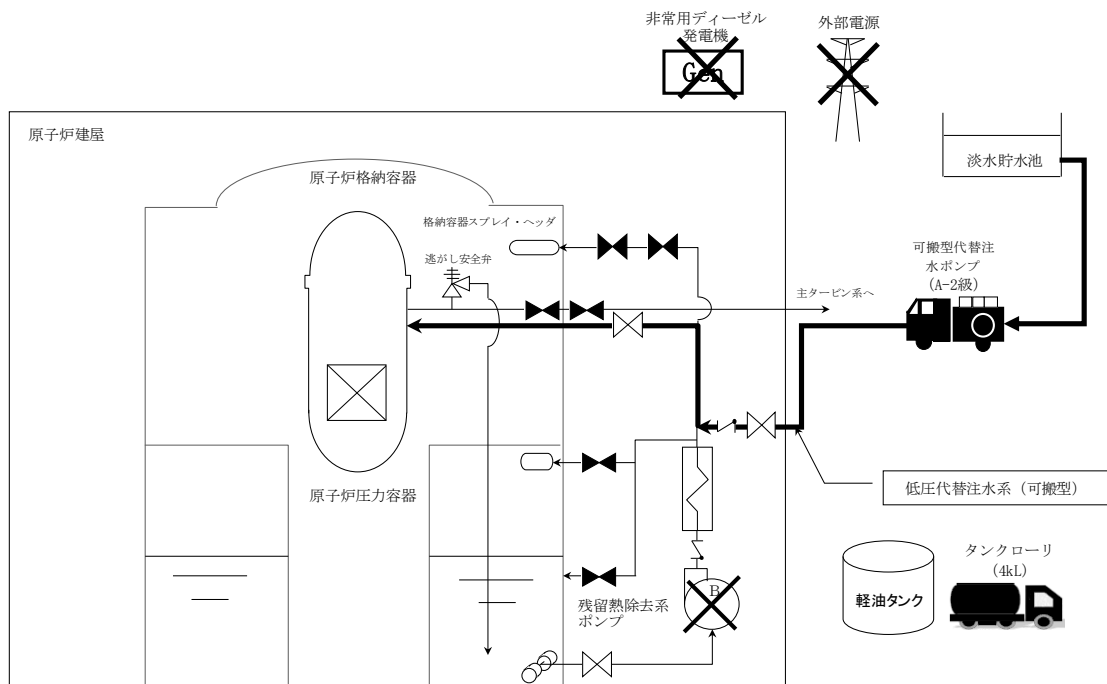 非常用ディーゼル
発電機
Gen
外部電源
原子炉建屋
淡水貯水池
原子炉格納容器
格納容器スプレイ・ヘッダ
逃がし安全弁
可搬型代替注
水ポンプ
(A-2級)
主タービン系へ
低圧代替注水系（可搬型）
原子炉圧力容器
タンクローリ
(4kL)
軽油タンク
B
残留熱除去系
ポンプ